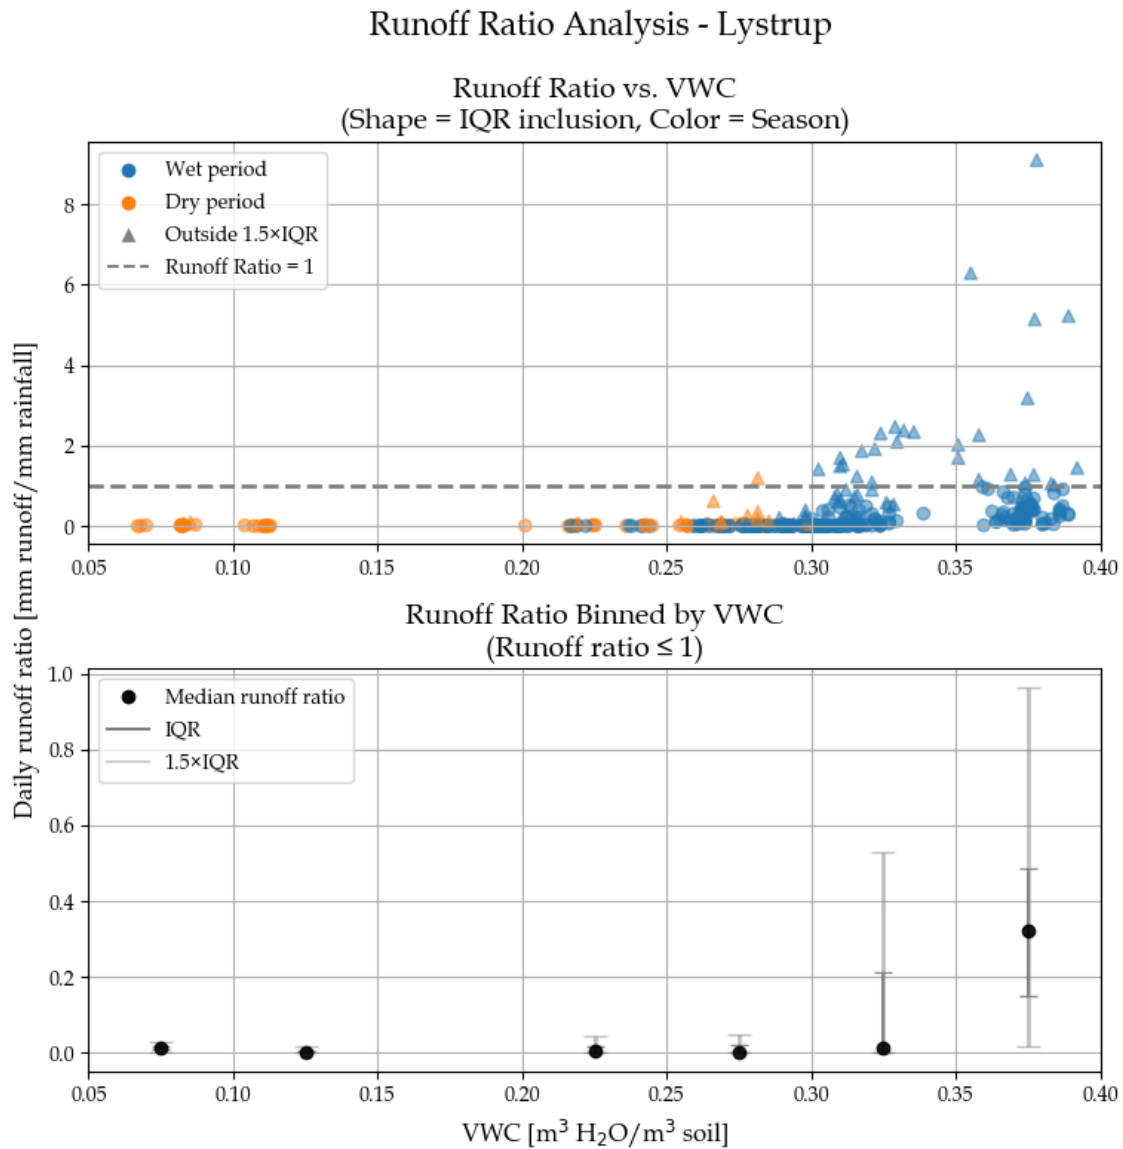 Runoff Ratio Analysis - Lystrup
Runoff Ratio vs. VWC
(Shape = IQR inclusion, Color = Season)
Wet period
Dry period
Outside 1.5×IQR
Runoff Ratio = 1
8
6
4
2
0
0.05 0.10 0.15 0.20 0.25 0.30 0.35 0.40
Daily runoff ratio [mm runoff/mm rainfall]
Runoff Ratio Binned by VWC
(Runoff ratio ≤ 1)
Median runoff ratio
IQR
1.5×IQR
1.0
0.8
0.6
0.4
0.2
0.0
0.05 0.10 0.15 0.20 0.25 0.30 0.35 0.40
VWC [m³ H₂O/m³ soil]